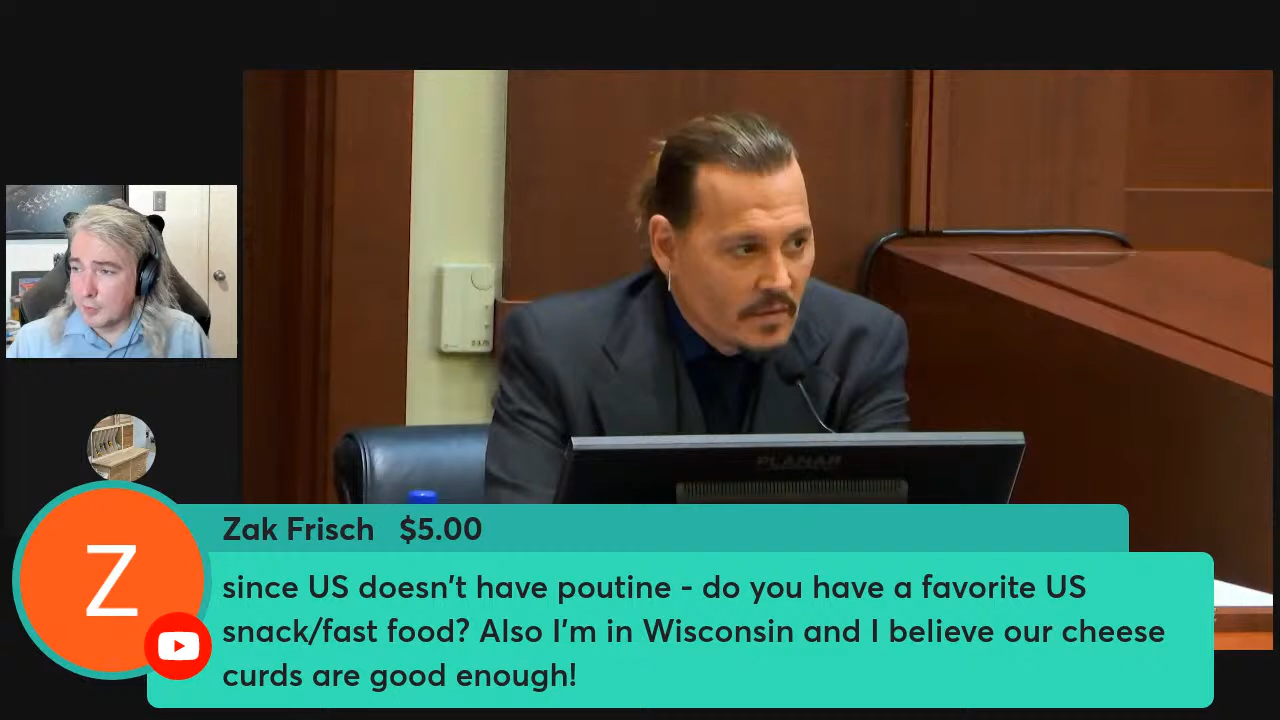 PLANAR
Z
Zak Frisch $5.00
since US doesn't have poutine - do you have a favorite US
snack/fast food? Also I'm in Wisconsin and I believe our cheese
curds are good enough!